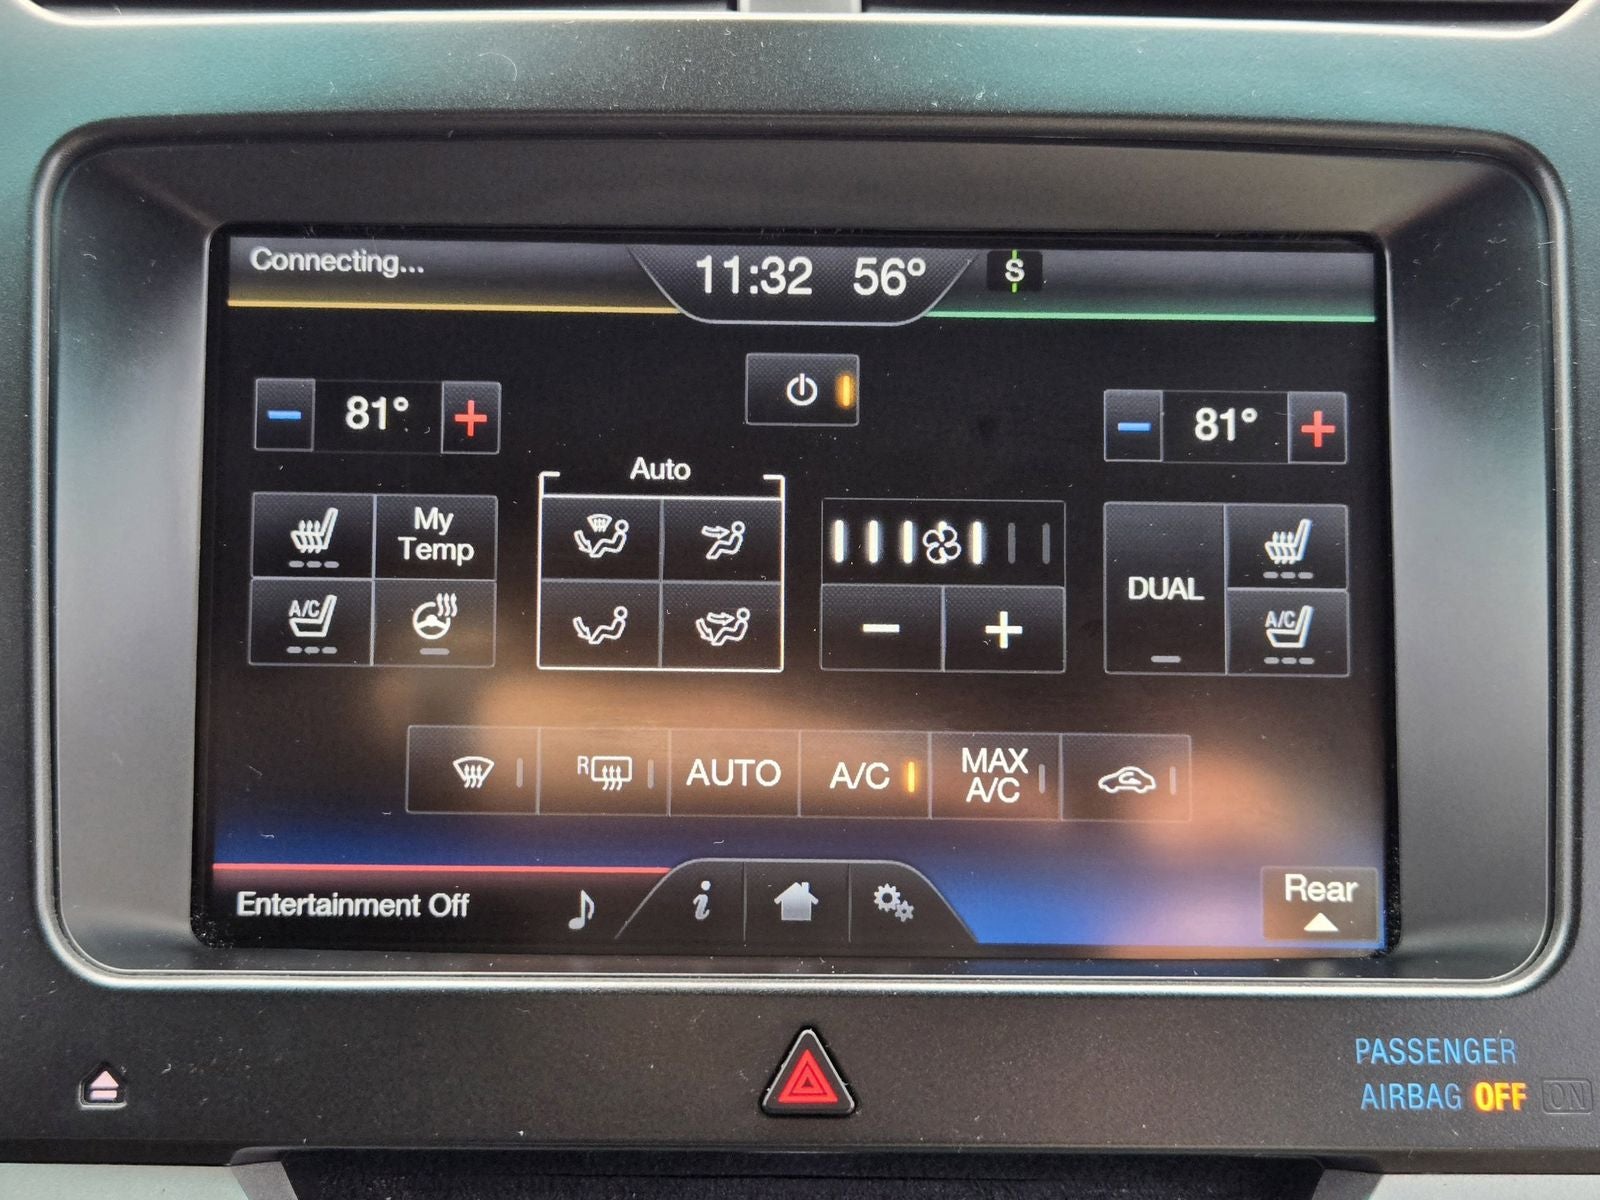 Connecting...
11:32 56°
S
81°
81°
Auto
My
Temp
A/C
DUAL
A/C
R
AUTO
A/C
MAX
A/C
Entertainment Off
i
Rear
PASSENGER
AIRBAG OFF ON